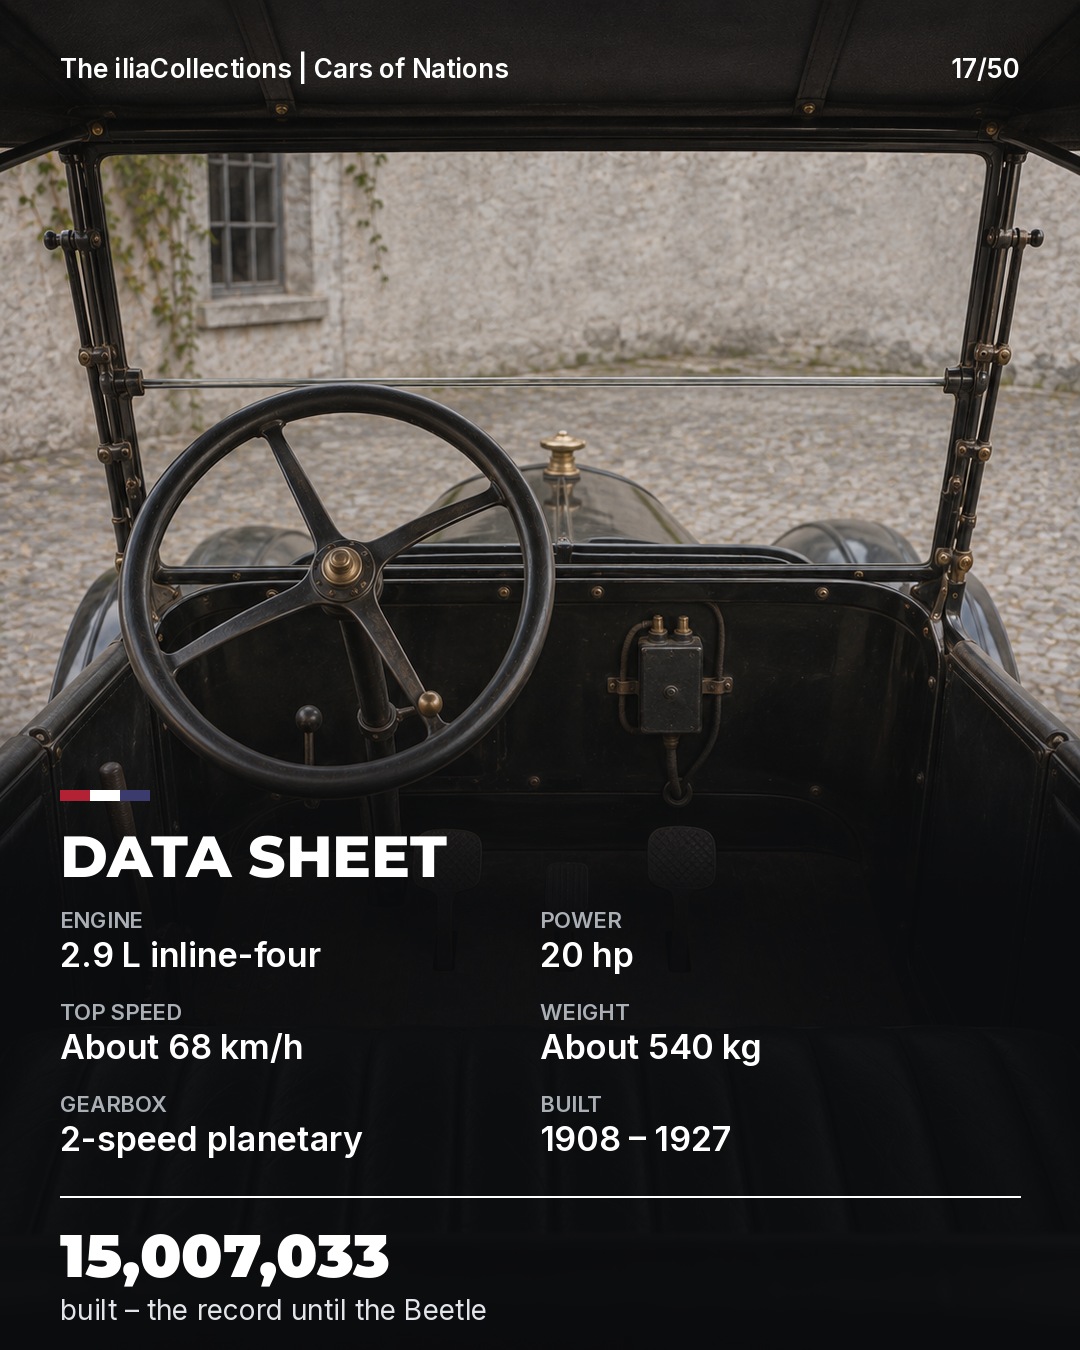 The iliaCollections | Cars of Nations
17/50
DATA SHEET
ENGINE
2.9 L inline-four
POWER
20 hp
TOP SPEED
About 68 km/h
WEIGHT
About 540 kg
GEARBOX
2-speed planetary
BUILT
1908 – 1927
15,007,033
built – the record until the Beetle